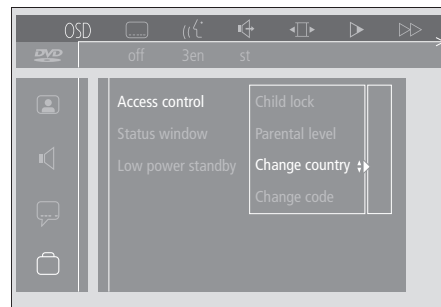 OSD
DVD off 3en st
Access control Child lock
Status window Parental level
Low power standby Change country
Change code